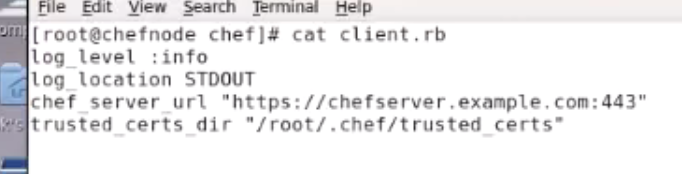 File Edit View Search Terminal Help
[root@chefnode chef]# cat client.rb
log_level :info
log_location STDOUT
chef_server_url "https://chefserver.example.com:443"
trusted_certs_dir "/root/.chef/trusted_certs"